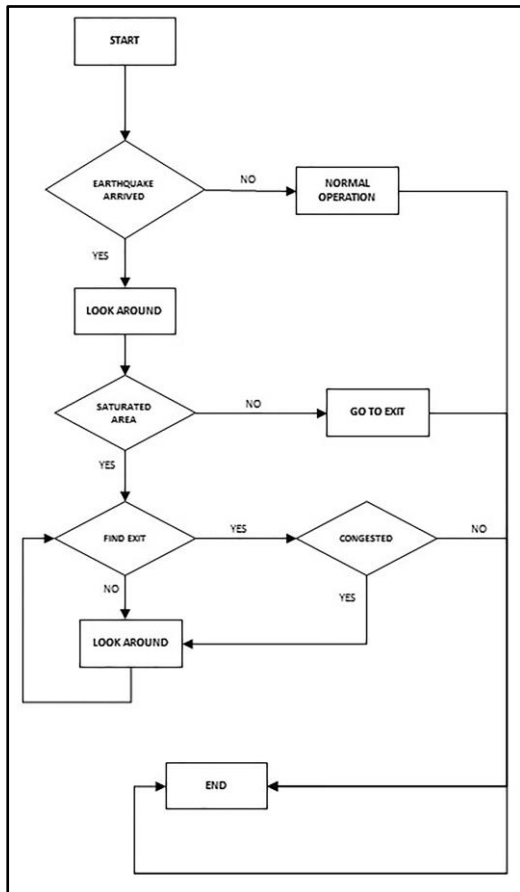 START
EARTHQUAKE
ARRIVED
NO
NORMAL
OPERATION
YES
LOOK AROUND
SATURATED
AREA
NO
GO TO EXIT
YES
FIND EXIT
YES
CONGESTED
NO
NO
YES
LOOK AROUND
END